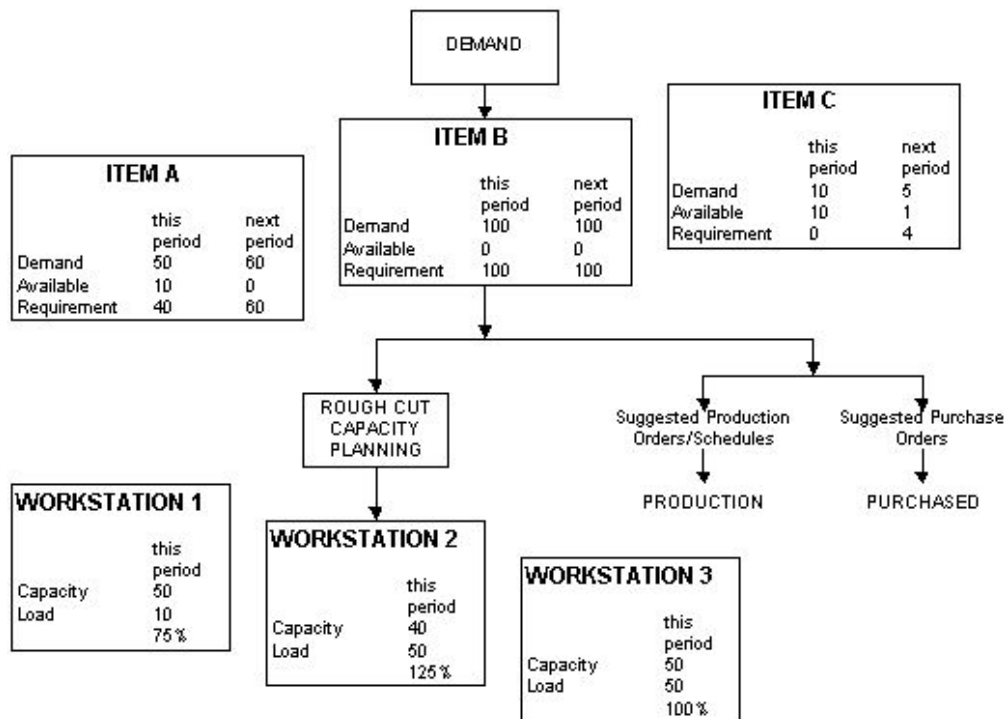 DEMAND
ITEM A
this next
period period
Demand 50 60
Available 10 0
Requirement 40 60
ITEM B
this next
period period
Demand 100 100
Available 0 0
Requirement 100 100
ITEM C
this next
period period
Demand 10 5
Available 10 1
Requirement 0 4
ROUGH CUT
CAPACITY
PLANNING
Suggested Production
Orders/Schedules
PRODUCTION
Suggested Purchase
Orders
PURCHASED
WORKSTATION 1
this
period
Capacity 50
Load 10
75%
WORKSTATION 2
this
period
Capacity 40
Load 50
125%
WORKSTATION 3
this
period
Capacity 50
Load 50
100%